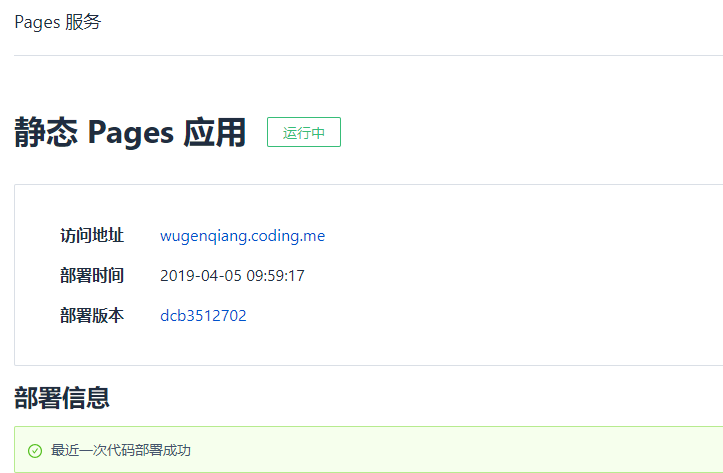 Pages 服务
静态 Pages 应用 运行中
访问地址 wugenqiang.coding.me
部署时间 2019-04-05 09:59:17
部署版本 dcb3512702
部署信息
最近一次代码部署成功